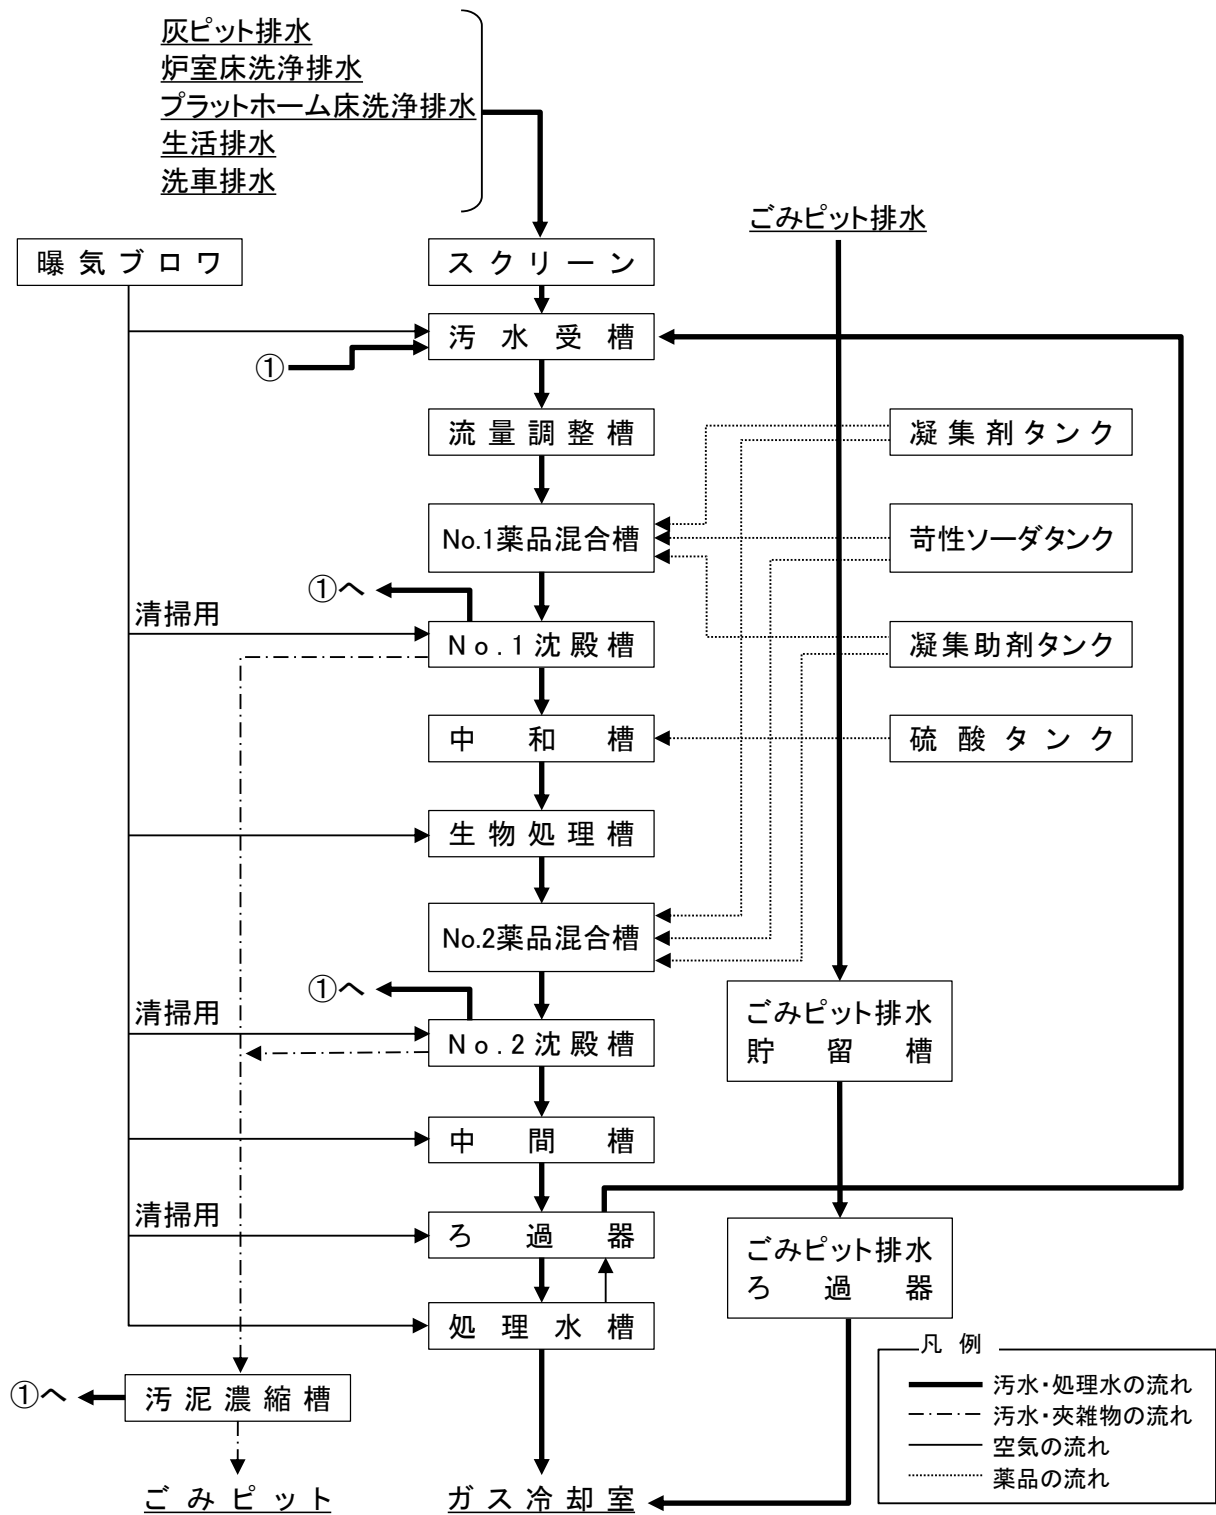 灰ピット排水
炉室床洗浄排水
プラットホーム床洗浄排水
生活排水
洗車排水
ごみピット排水
曝気ブロワ
スクリーン
汚水受槽
①
流量調整槽
凝集剤タンク
No.1薬品混合槽
苛性ソーダタンク
①へ
清掃用
No.1沈殿槽
凝集助剤タンク
中和槽
硫酸タンク
生物処理槽
No.2薬品混合槽
①へ
清掃用
No.2沈殿槽
ごみピット排水
貯留槽
中間槽
清掃用
ろ過器
ごみピット排水
ろ過器
処理水槽
凡例
汚水・処理水の流れ
汚水・夾雑物の流れ
空気の流れ
薬品の流れ
①へ
汚泥濃縮槽
ごみピット
ガス冷却室